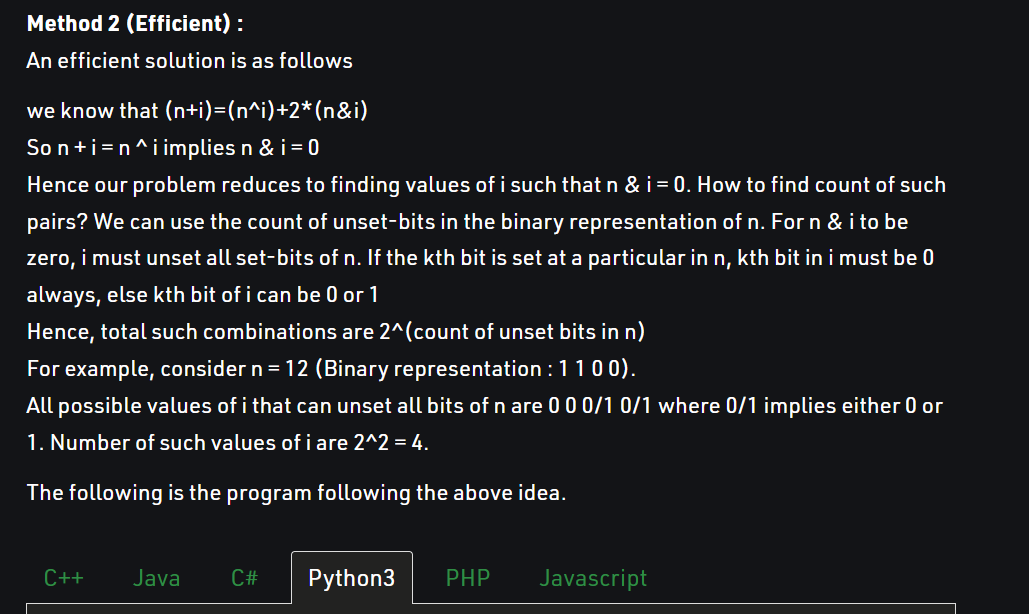 Method 2 (Efficient) :
An efficient solution is as follows
we know that (n+i)=(n^i)+2*(n&i)
So n + i = n ^ i implies n & i = 0
Hence our problem reduces to finding values of i such that n & i = 0. How to find count of such
pairs? We can use the count of unset-bits in the binary representation of n. For n & i to be
zero, i must unset all set-bits of n. If the kth bit is set at a particular in n, kth bit in i must be 0
always, else kth bit of i can be 0 or 1
Hence, total such combinations are 2^(count of unset bits in n)
For example, consider n = 12 (Binary representation : 1 1 0 0).
All possible values of i that can unset all bits of n are 0 0 0/1 0/1 where 0/1 implies either 0 or
1. Number of such values of i are 2^2 = 4.
The following is the program following the above idea.
C++ Java C# Python3 PHP Javascript